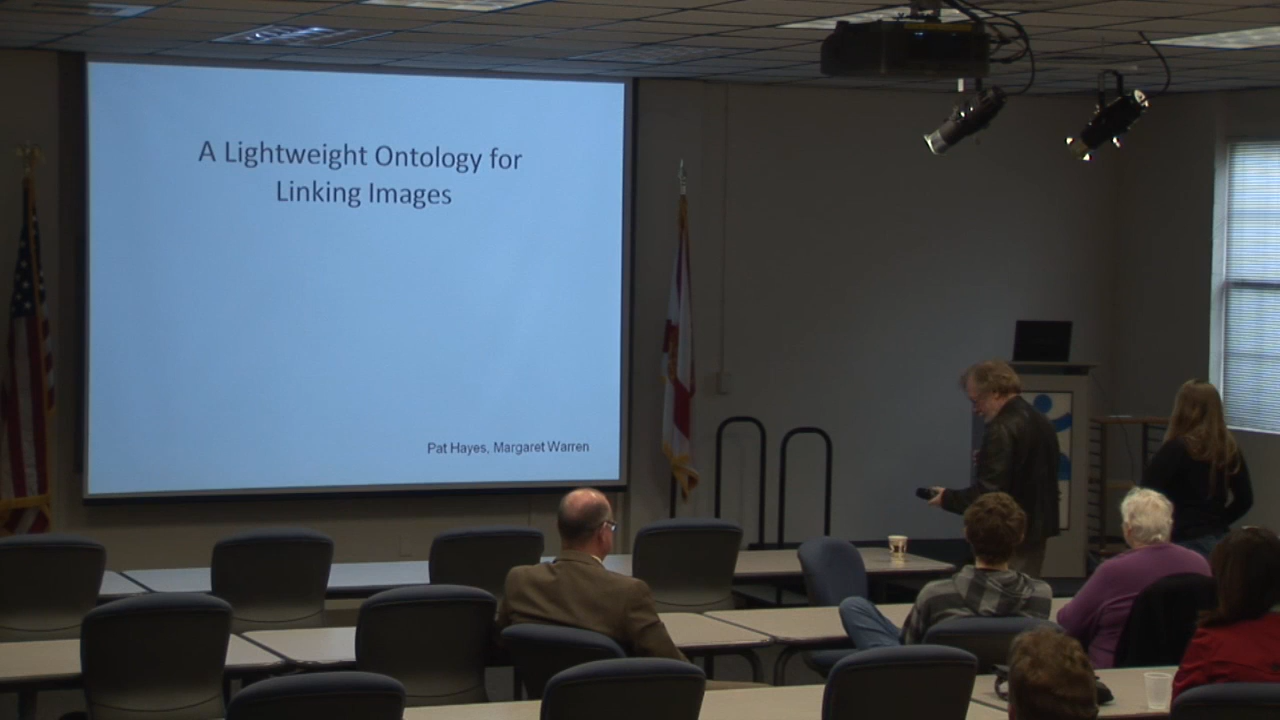 A Lightweight Ontology for
Linking Images
Pat Hayes, Margaret Warren